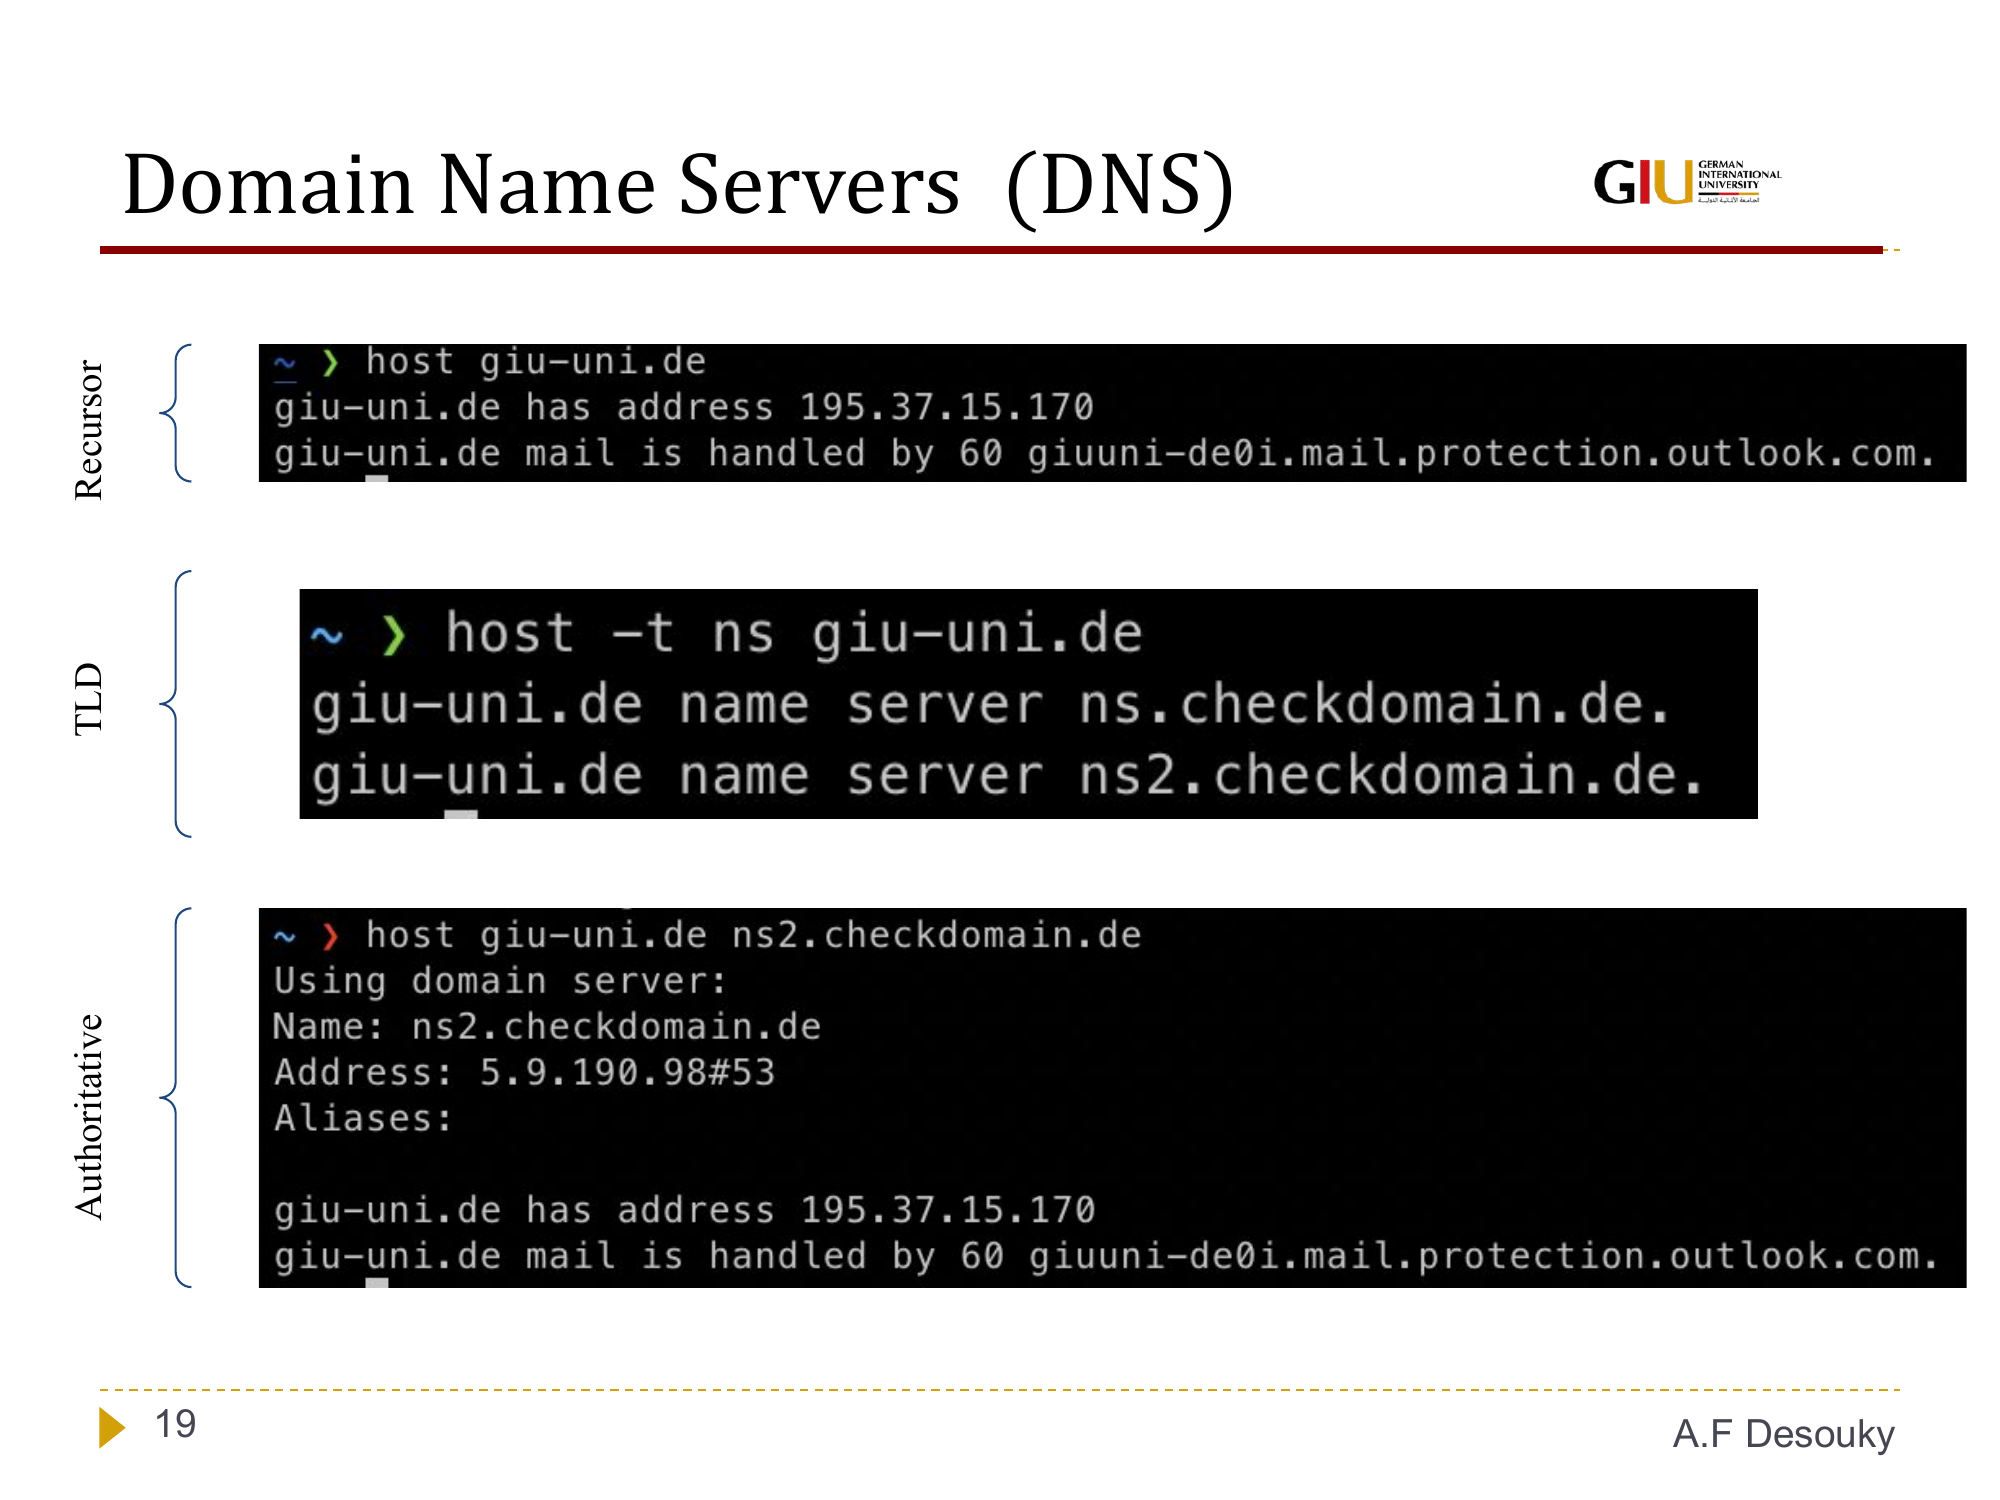 Domain Name Servers (DNS)
GIU GERMAN
INTERNATIONAL
UNIVERSITY
الجامعة الألمانية الدولية
Recursor
~ ❯ host giu-uni.de
giu-uni.de has address 195.37.15.170
giu-uni.de mail is handled by 60 giuuni-de0i.mail.protection.outlook.com.
TLD
~ ❯ host -t ns giu-uni.de
giu-uni.de name server ns.checkdomain.de.
giu-uni.de name server ns2.checkdomain.de.
Authoritative
~ ❯ host giu-uni.de ns2.checkdomain.de
Using domain server:
Name: ns2.checkdomain.de
Address: 5.9.190.98#53
Aliases:
giu-uni.de has address 195.37.15.170
giu-uni.de mail is handled by 60 giuuni-de0i.mail.protection.outlook.com.
19
A.F Desouky